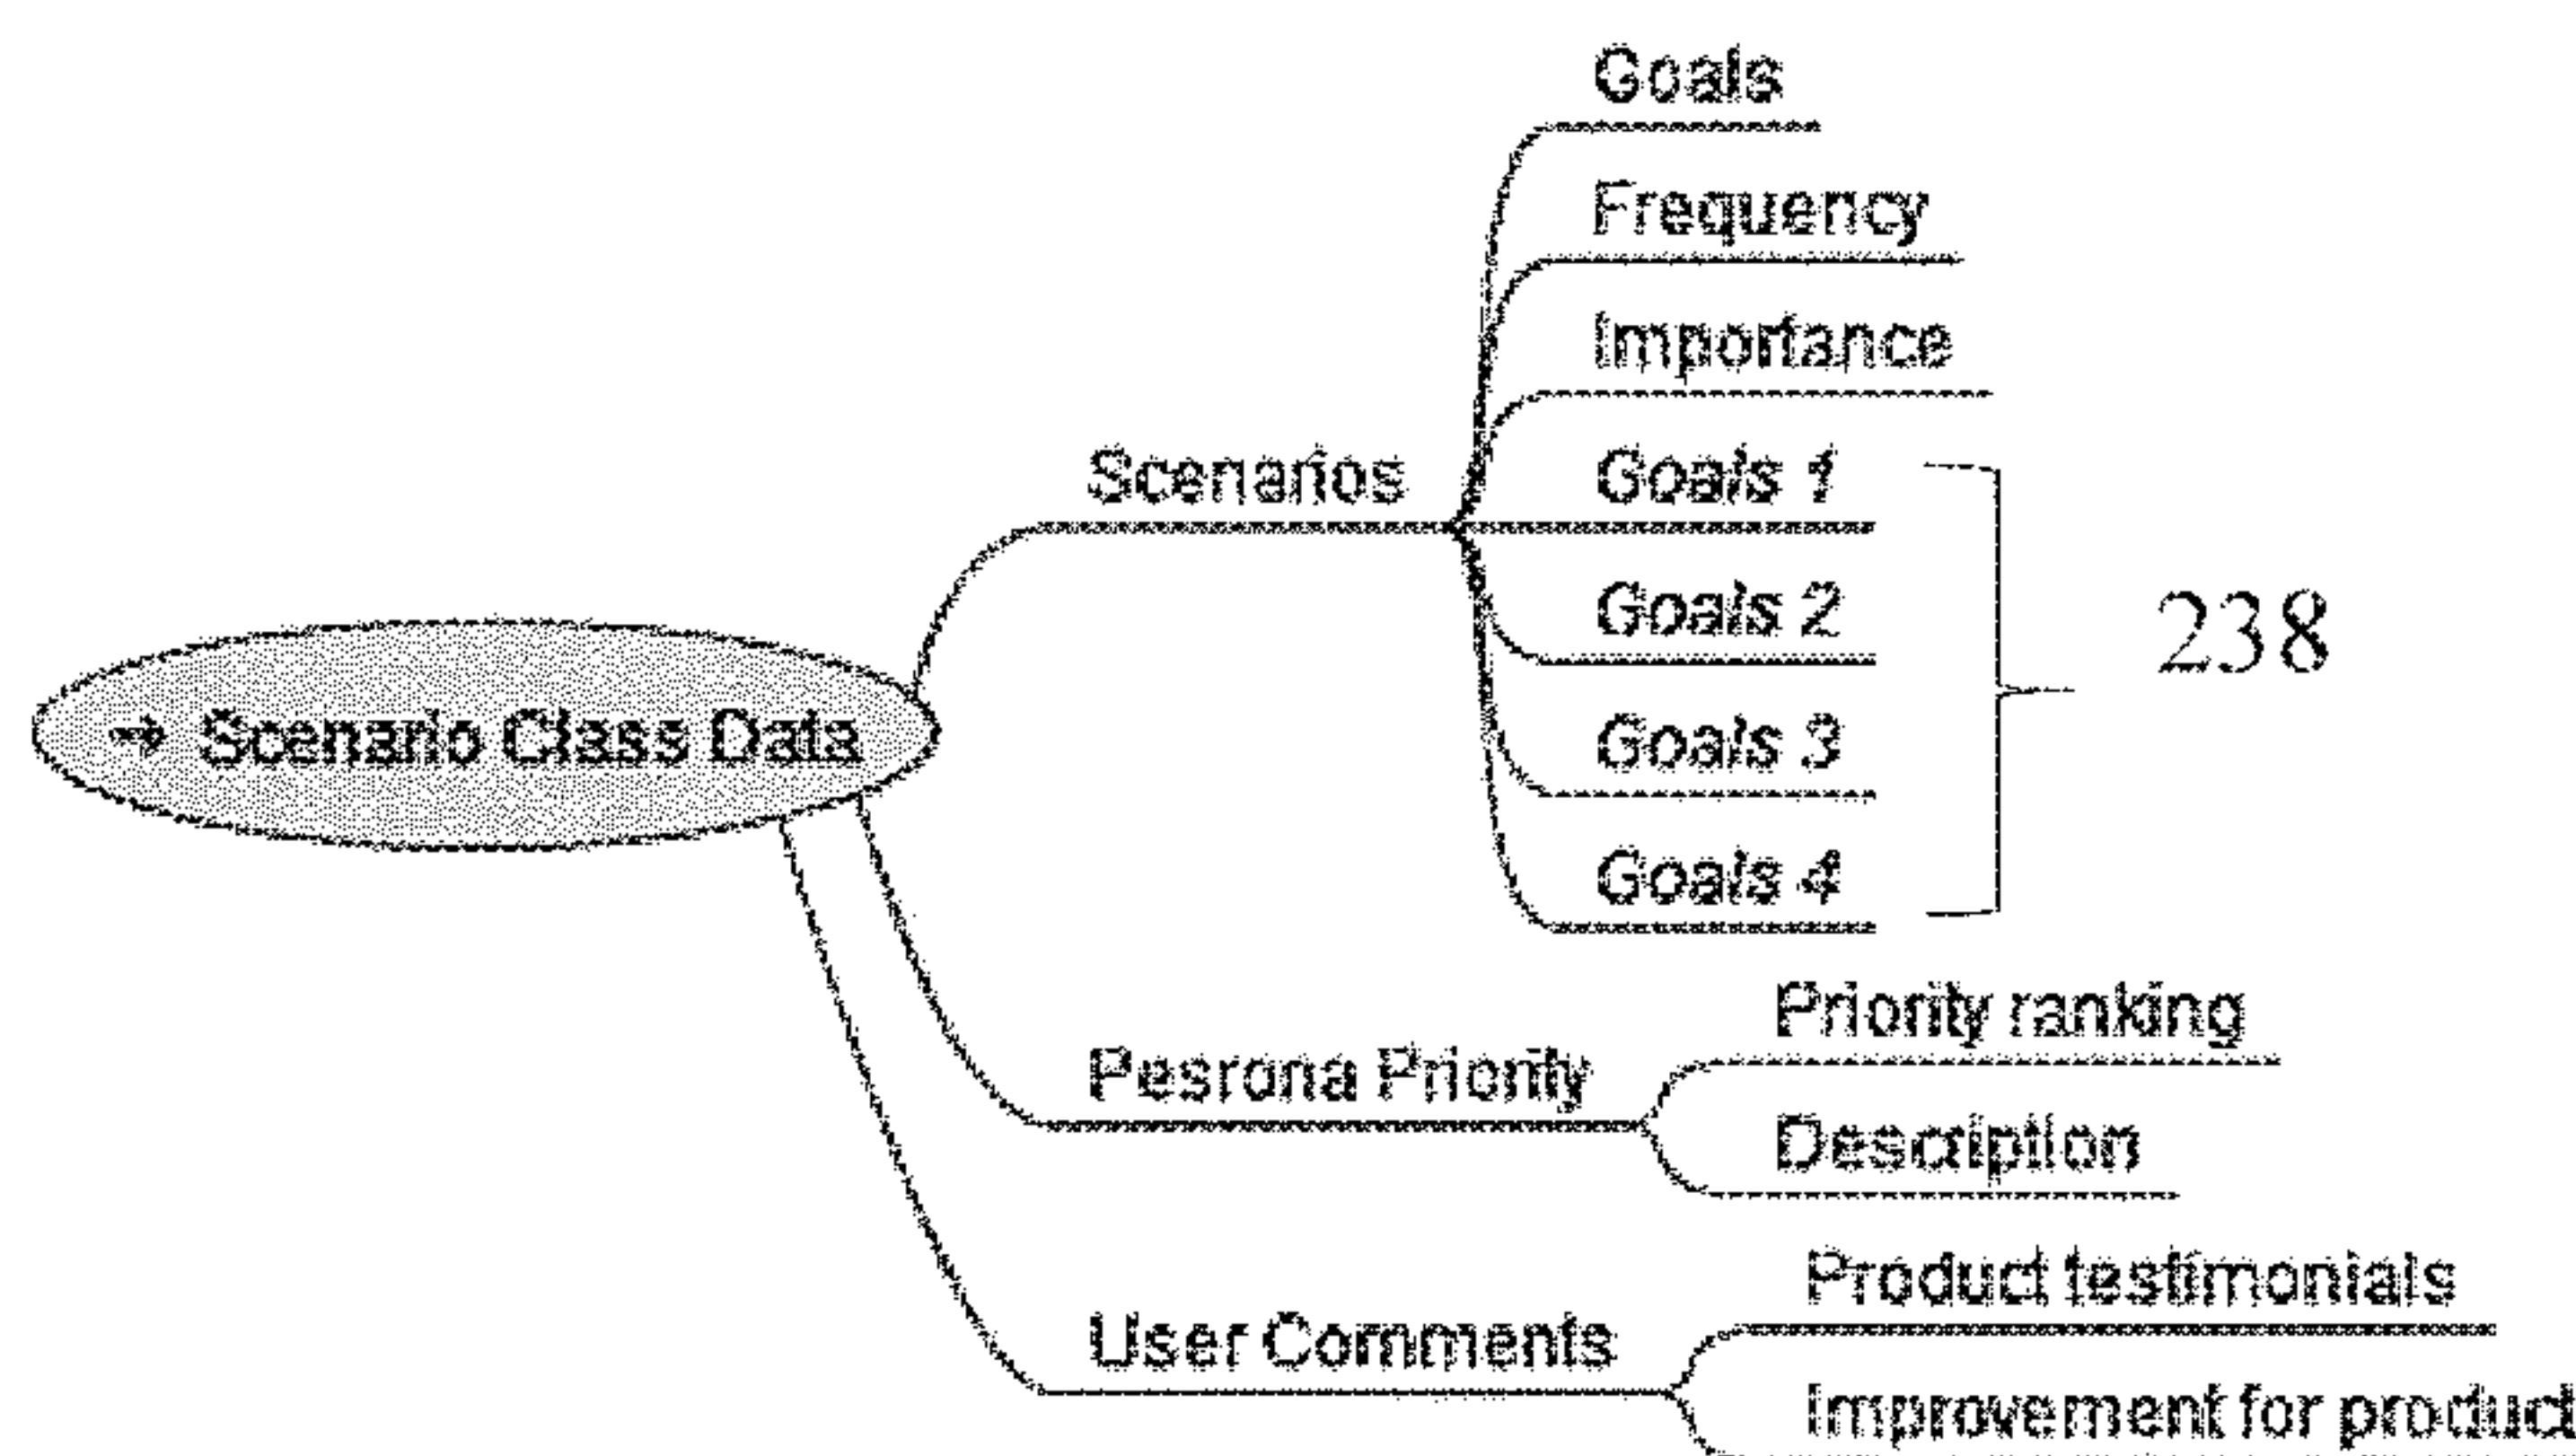 Goals
Frequency
Importance
Scenarios
Goals 1
Goals 2
238
⇒ Scenario Class Data
Goals 3
Goals 4
Priority ranking
Pesrona Priority
Description
Product testimonials
User Comments
Improvement for product